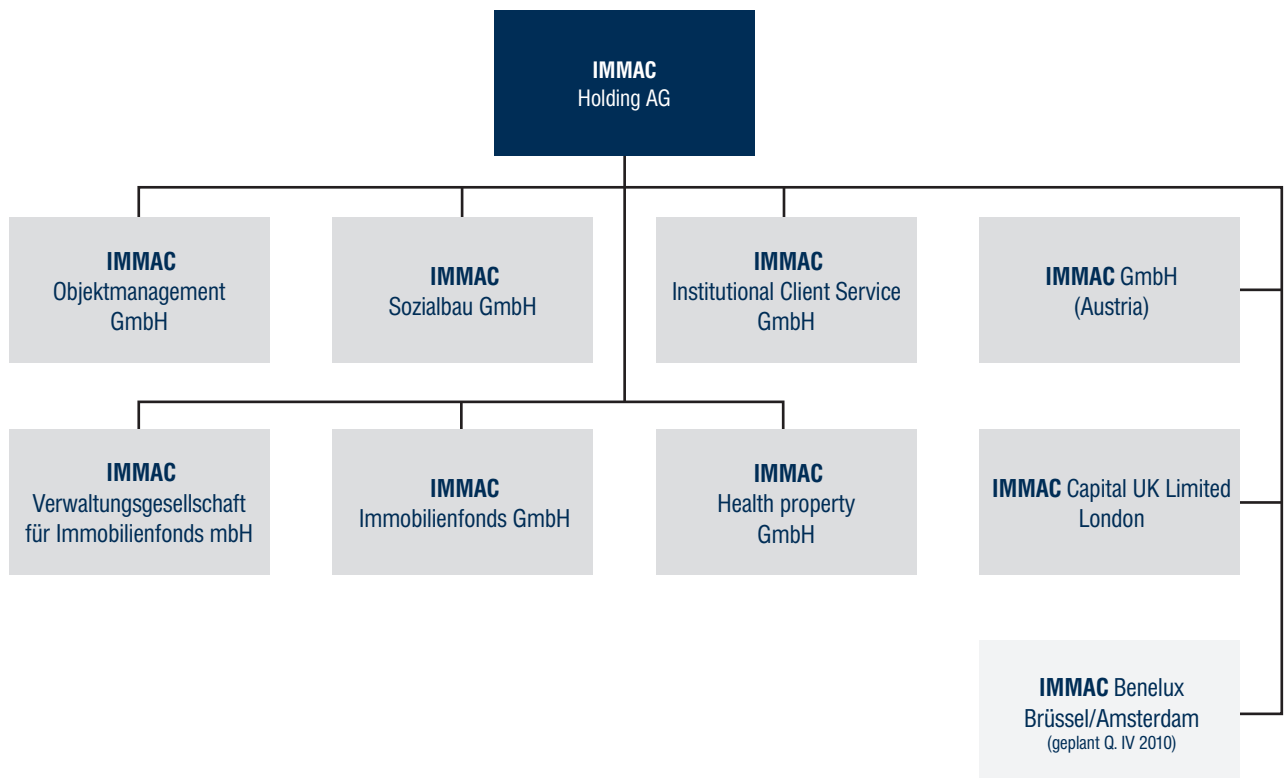 IMMAC
Holding AG
IMMAC
Objektmanagement
GmbH
IMMAC
Sozialbau GmbH
IMMAC
Institutional Client Service
GmbH
IMMAC GmbH
(Austria)
IMMAC
Verwaltungsgesellschaft
für Immobilienfonds mbH
IMMAC
Immobilienfonds GmbH
IMMAC
Health property
GmbH
IMMAC Capital UK Limited
London
IMMAC Benelux
Brüssel/Amsterdam
(geplant Q. IV 2010)